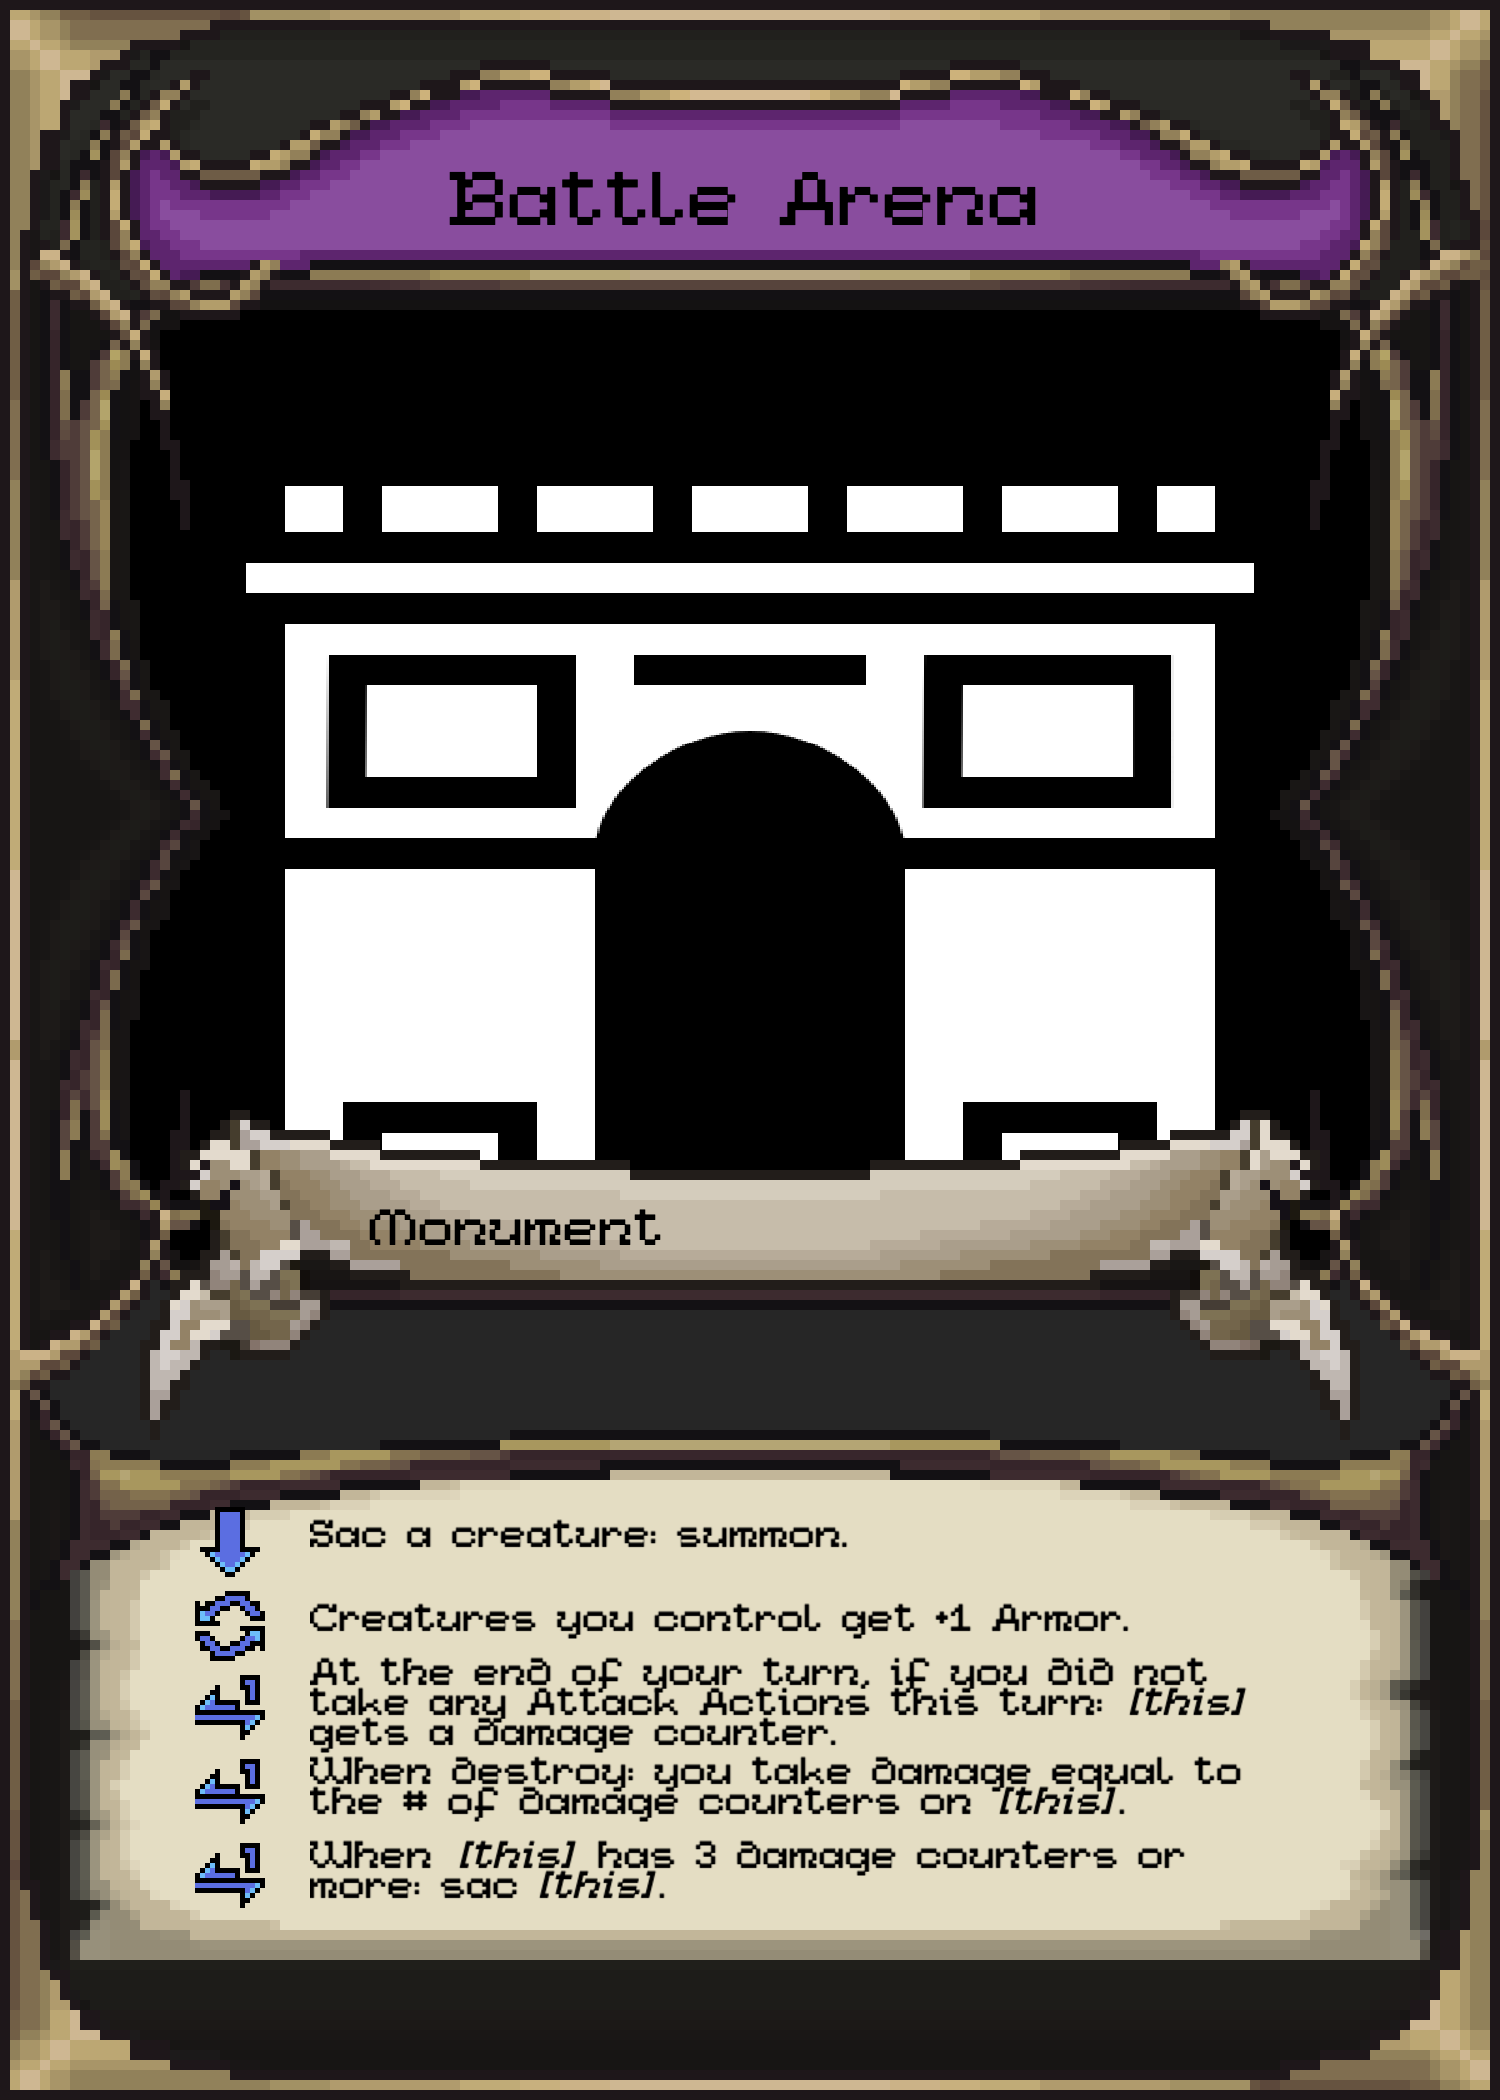 Battle Arena
Monument
Sac a creature: summon.
Creatures you control get +1 Armor.
At the end of your turn, if you did not
take any Attack Actions this turn: [this]
gets a damage counter.
When destroy: you take damage equal to
the # of damage counters on [this].
When [this] has 3 damage counters or
more: sac [this].